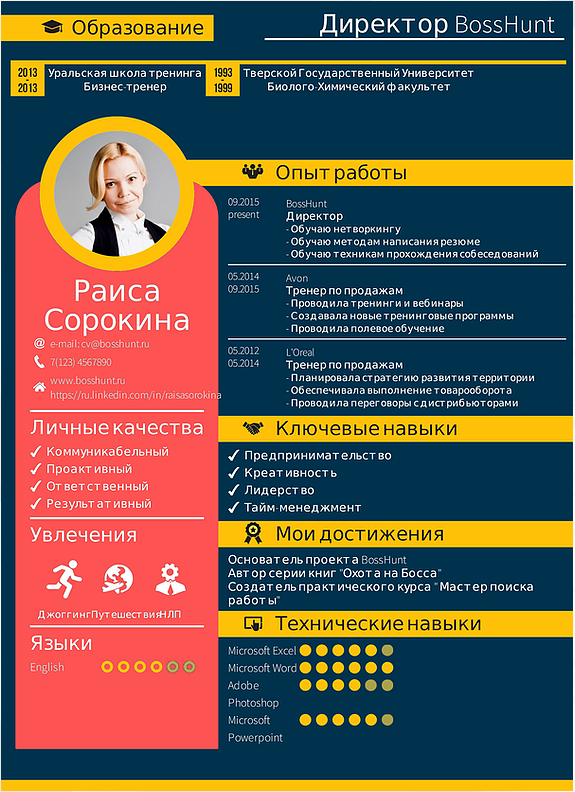 Директор BossHunt
Образование
2013
-
2013
Уральская школа тренинга
Бизнес-тренер
1993
-
1999
Тверской Государственный Университет
Биолого-Химический факультет
Раиса
Сорокина
e-mail: cv@bosshunt.ru
7(123) 4567890
www.bosshunt.ru
https://ru.linkedin.com/in/raisasorokina
Личные качества
Коммуникабельный
Проактивный
Ответственный
Результативный
Увлечения
Джоггинг Путешествия НЛП
Языки
English
Опыт работы
09.2015
present
BossHunt
Директор
- Обучаю нетворкингу
- Обучаю методам написания резюме
- Обучаю техникам прохождения собеседований
05.2014
09.2015
Avon
Тренер по продажам
- Проводила тренинги и вебинары
- Создавала новые тренинговые программы
- Проводила полевое обучение
05.2012
05.2014
L'Oreal
Тренер по продажам
- Планировала стратегию развития территории
- Обеспечивала выполнение товарооборота
- Проводила переговоры с дистрибьюторами
Ключевые навыки
Предпринимательство
Креативность
Лидерство
Тайм-менеджмент
Мои достижения
Основатель проекта BossHunt
Автор серии книг "Охота на Босса"
Создатель практического курса "Мастер поиска
работы"
Технические навыки
Microsoft Excel
Microsoft Word
Adobe
Photoshop
Microsoft
Powerpoint